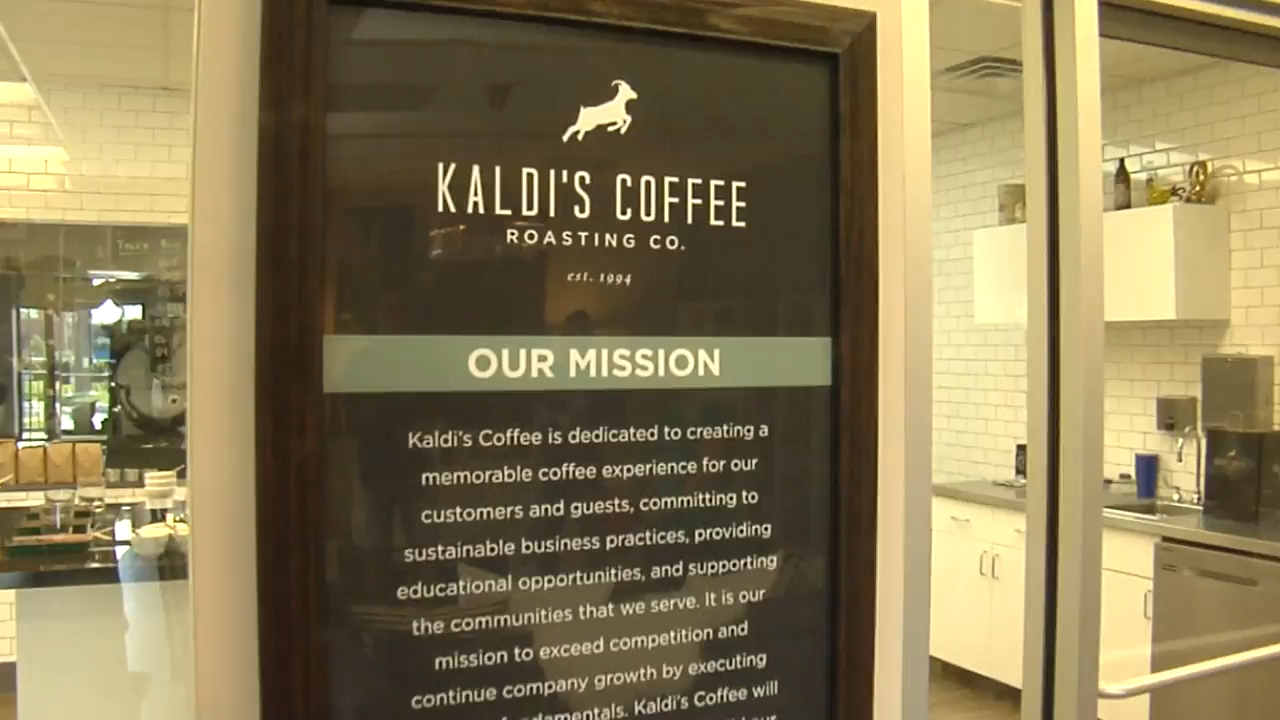 KALDI'S COFFEE
ROASTING CO.
est. 1994
OUR MISSION
Kaldi's Coffee is dedicated to creating a
memorable coffee experience for our
customers and guests, committing to
sustainable business practices, providing
educational opportunities, and supporting
the communities that we serve. It is our
mission to exceed competition and
continue company growth by executing
fundamentals. Kaldi's Coffee will